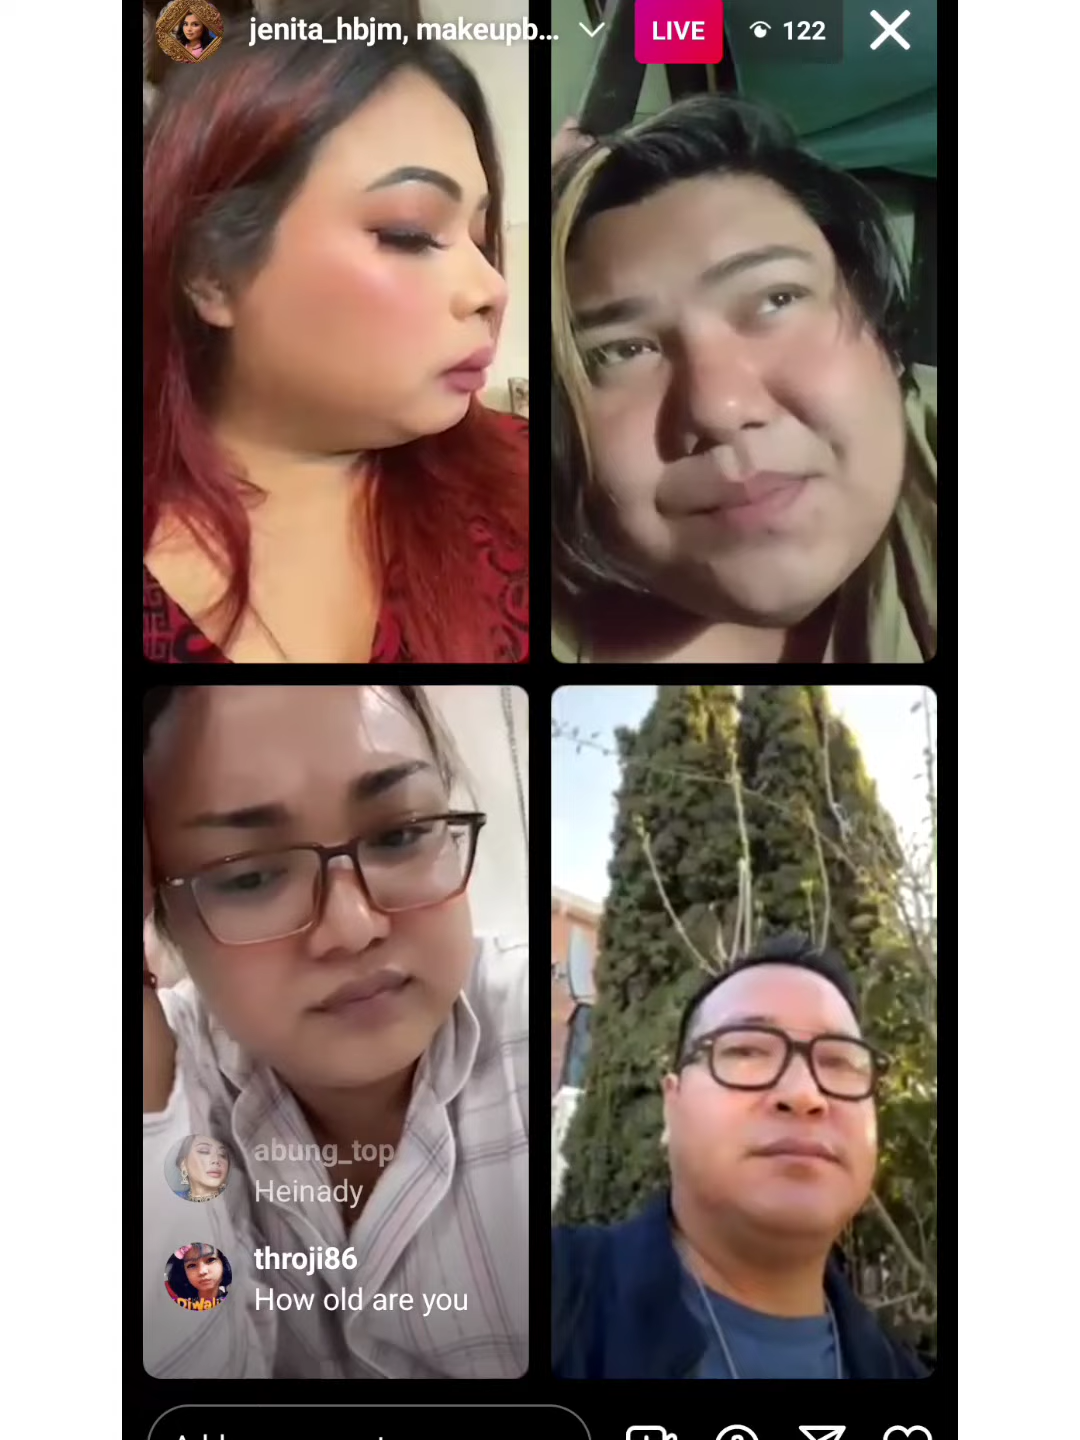 jenita_hbjm, makeupb...
LIVE
122
abung_top
Heinady
throji86
How old are you